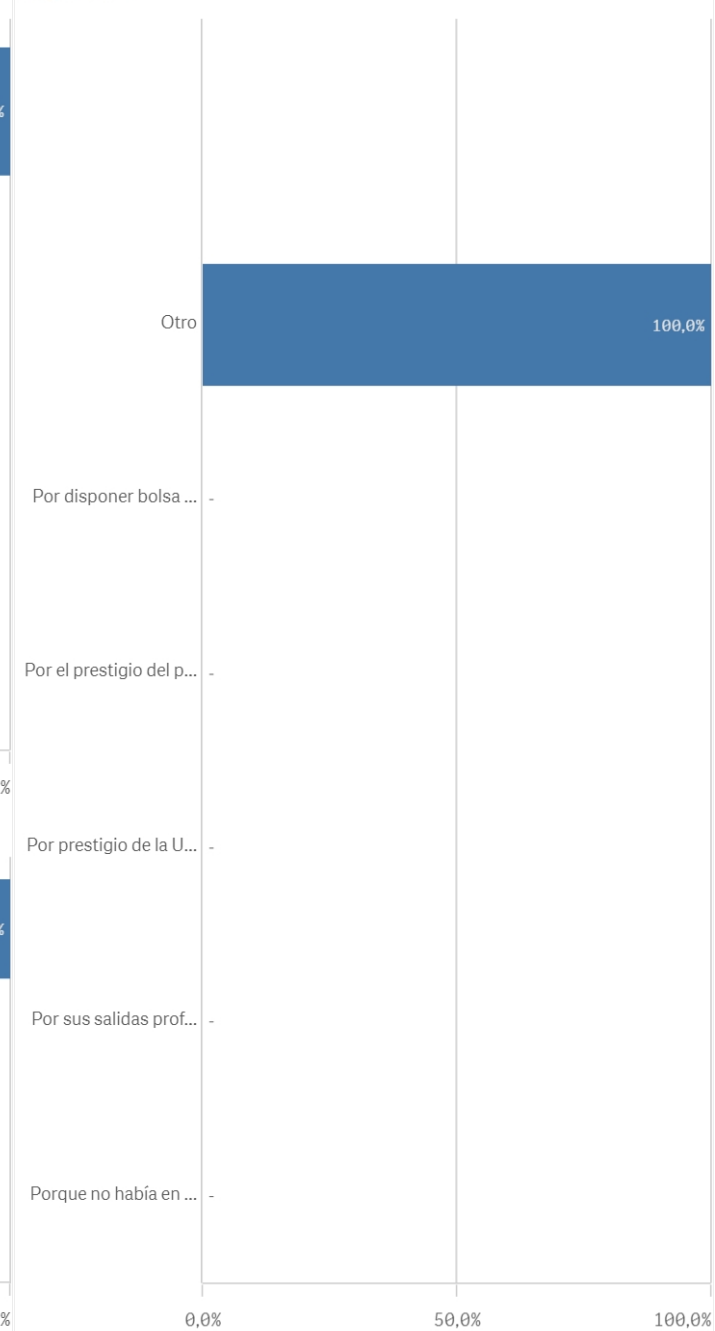 %
Otro
100,0%
Por disponer bolsa ...
-
Por el prestigio del p...
-
%
Por prestigio de la U...
-
%
Por sus salidas prof...
-
Porque no había en ...
-
%
0,0%
50,0%
100,0%